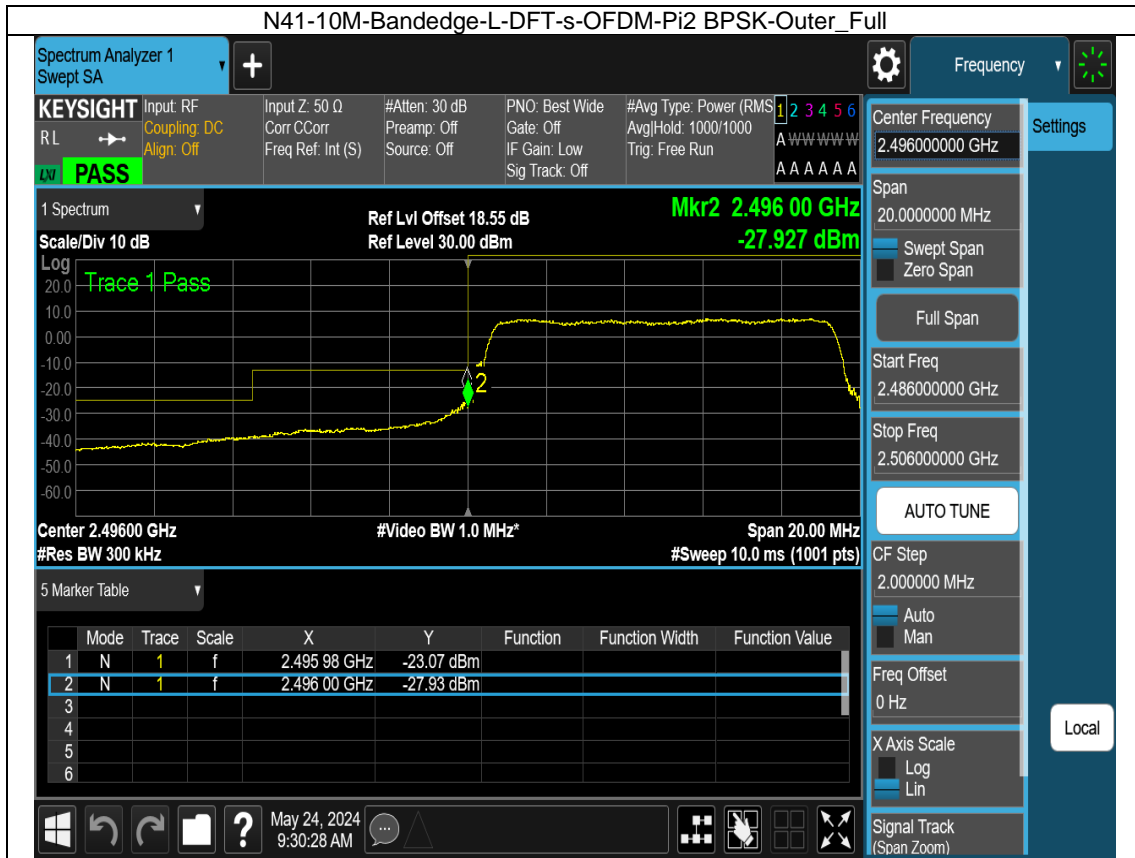 N41-10M-Bandedge-L-DFT-s-OFDM-Pi2 BPSK-Outer_Full
Spectrum Analyzer 1
Swept SA
+
Frequency
KEYSIGHT
RL
LXI PASS
Input: RF
Coupling: DC
Align: Off
Input Z: 50 Ω
Corr CCorr
Freq Ref: Int (S)
#Atten: 30 dB
Preamp: Off
Source: Off
PNO: Best Wide
Gate: Off
IF Gain: Low
Sig Track: Off
#Avg Type: Power (RMS
Avg|Hold: 1000/1000
Trig: Free Run
1 2 3 4 5 6
A W W W W W
A A A A A A
Center Frequency
2.496000000 GHz
Settings
Span
20.0000000 MHz
Swept Span
Zero Span
Full Span
Start Freq
2.486000000 GHz
Stop Freq
2.506000000 GHz
AUTO TUNE
CF Step
2.000000 MHz
Auto
Man
Freq Offset
0 Hz
Local
X Axis Scale
Log
Lin
Signal Track
(Span Zoom)
1 Spectrum
Scale/Div 10 dB
Ref Lvl Offset 18.55 dB
Ref Level 30.00 dBm
Mkr2 2.496 00 GHz
-27.927 dBm
Log
Trace 1 Pass
20.0
10.0
0.00
-10.0
-20.0
-30.0
-40.0
-50.0
-60.0
2
Center 2.49600 GHz
#Res BW 300 kHz
#Video BW 1.0 MHz*
Span 20.00 MHz
#Sweep 10.0 ms (1001 pts)
5 Marker Table
Mode Trace Scale X Y Function Function Width Function Value
1 N 1 f 2.495 98 GHz -23.07 dBm
2 N 1 f 2.496 00 GHz -27.93 dBm
3
4
5
6
?
May 24, 2024
9:30:28 AM